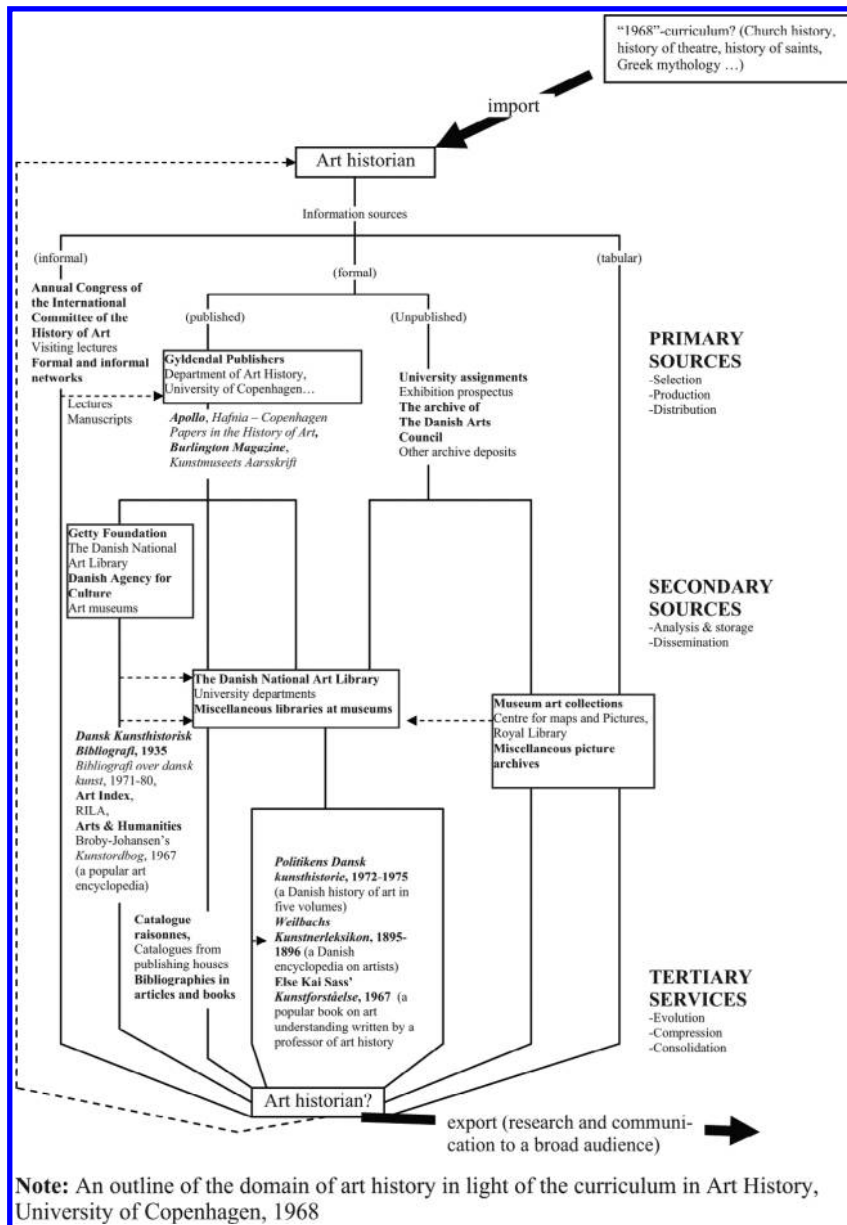 “1968”-curriculum? (Church history,
history of theatre, history of saints,
Greek mythology …)
import
Art historian
Information sources
(informal)
(formal)
(tabular)
Annual Congress of
the International
Committee of the
History of Art
Visiting lectures
Formal and informal
networks
Lectures
Manuscripts
(published)
(Unpublished)
Gyldendal Publishers
Department of Art History,
University of Copenhagen…
Apollo, Hafnia – Copenhagen
Papers in the History of Art,
Burlington Magazine,
Kunstmuseets Aarsskrift
University assignments
Exhibition prospectus
The archive of
The Danish Arts
Council
Other archive deposits
PRIMARY
SOURCES
-Selection
-Production
-Distribution
Getty Foundation
The Danish National
Art Library
Danish Agency for
Culture
Art museums
SECONDARY
SOURCES
-Analysis & storage
-Dissemination
The Danish National Art Library
University departments
Miscellaneous libraries at museums
Museum art collections
Centre for maps and Pictures,
Royal Library
Miscellaneous picture
archives
Dansk Kunsthistorisk
Bibliografi, 1935
Bibliografi over dansk
kunst, 1971-80,
Art Index,
RILA,
Arts & Humanities
Broby-Johansen’s
Kunstordbog, 1967
(a popular art
encyclopedia)
Catalogue
raisonnes,
Catalogues from
publishing houses
Bibliographies in
articles and books
Politikens Dansk
kunsthistorie, 1972-1975
(a Danish history of art in
five volumes)
Weilbachs
Kunstnerleksikon, 1895-
1896 (a Danish
encyclopedia on artists)
Else Kai Sass’
Kunstforståelse, 1967 (a
popular book on art
understanding written by a
professor of art history
TERTIARY
SERVICES
-Evolution
-Compression
-Consolidation
Art historian?
export (research and communi-
cation to a broad audience)
Note: An outline of the domain of art history in light of the curriculum in Art History,
University of Copenhagen, 1968